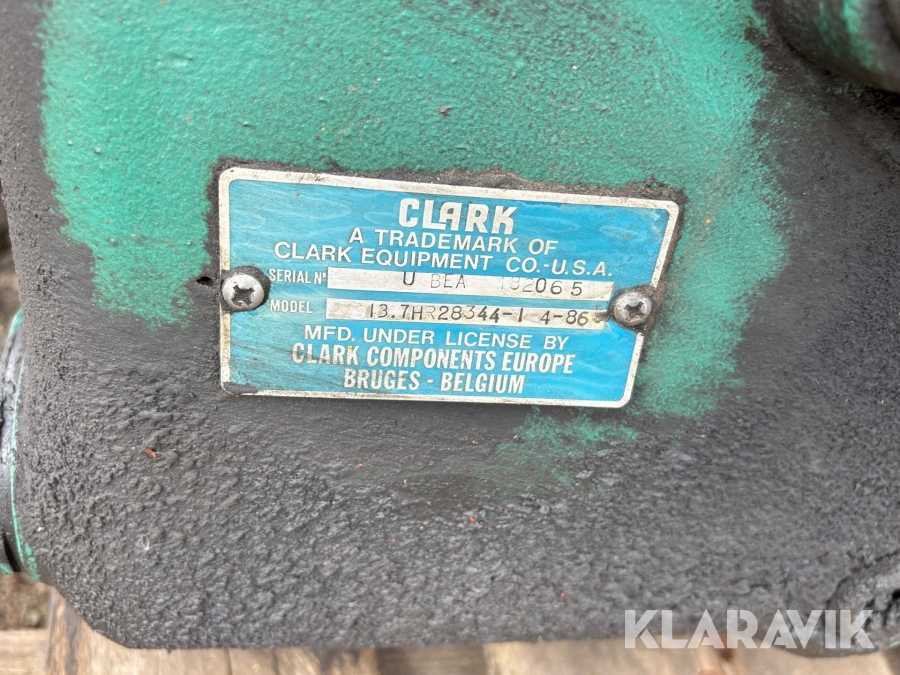 CLARK
A TRADEMARK OF
CLARK EQUIPMENT CO.-U.S.A.
SERIAL Nº U BEA 182065
MODEL 13.7HR28344-1 4-86
MFD. UNDER LICENSE BY
CLARK COMPONENTS EUROPE
BRUGES - BELGIUM
KLARAVIK